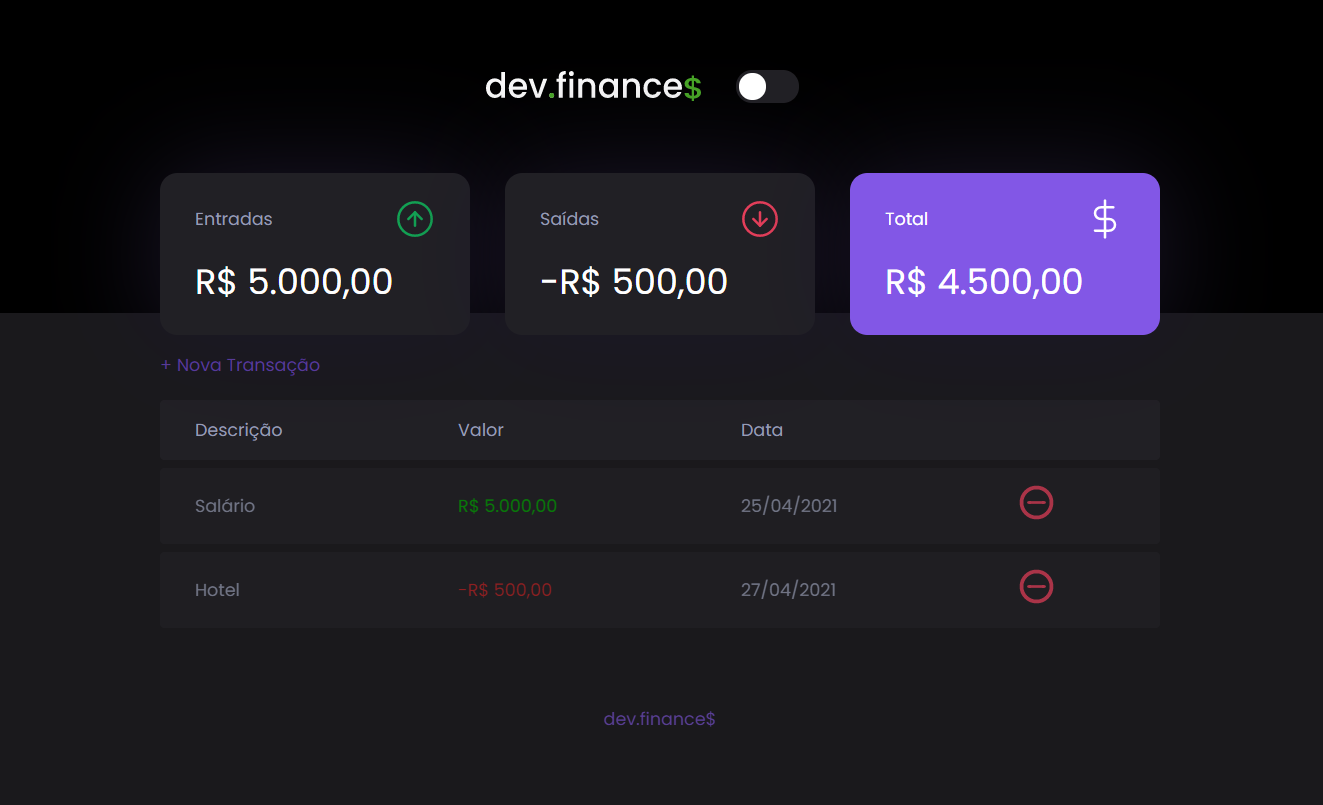 dev.finance$
Entradas
R$ 5.000,00
Saídas
-R$ 500,00
Total
R$ 4.500,00
+ Nova Transação
Descrição Valor Data
Salário R$ 5.000,00 25/04/2021
Hotel -R$ 500,00 27/04/2021
dev.finance$